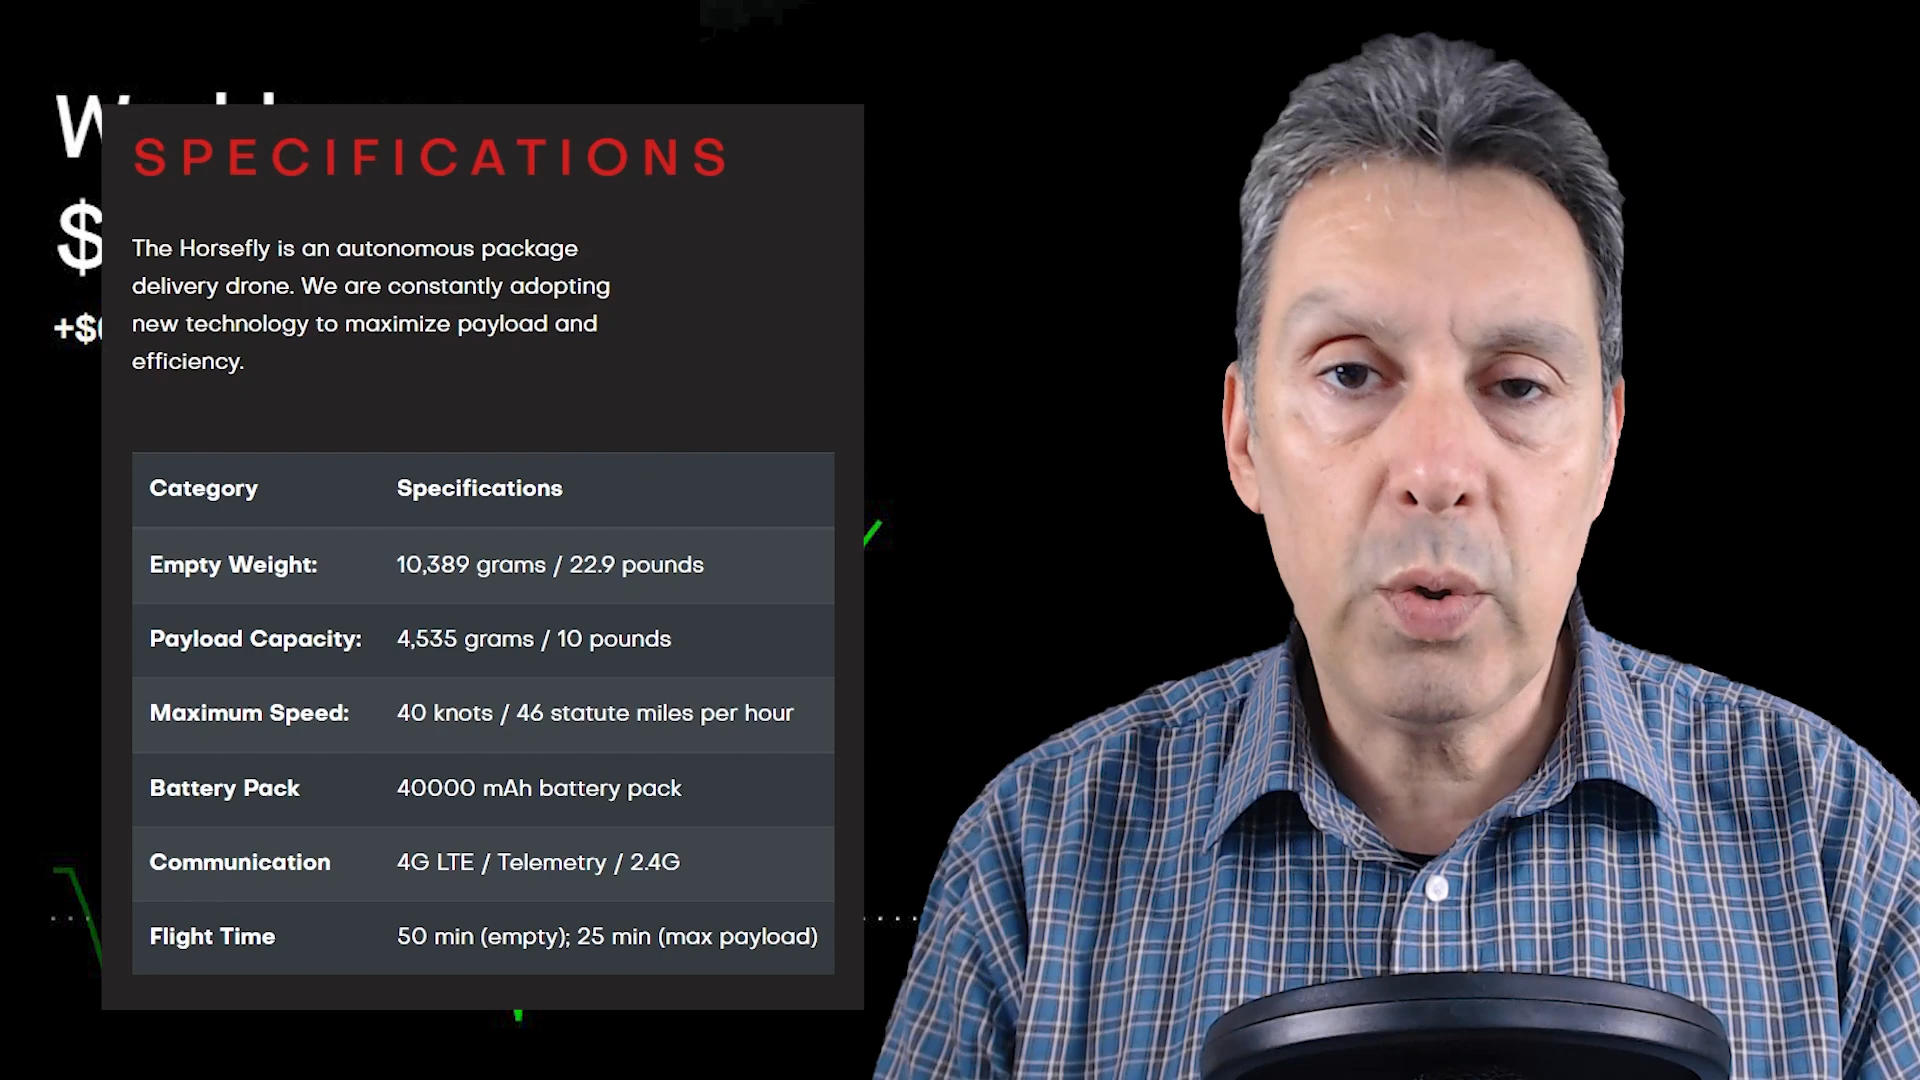 $
+$
SPECIFICATIONS
The Horsefly is an autonomous package
delivery drone. We are constantly adopting
new technology to maximize payload and
efficiency.
Category Specifications
Empty Weight: 10,389 grams / 22.9 pounds
Payload Capacity: 4,535 grams / 10 pounds
Maximum Speed: 40 knots / 46 statute miles per hour
Battery Pack 40000 mAh battery pack
Communication 4G LTE / Telemetry / 2.4G
Flight Time 50 min (empty); 25 min (max payload)